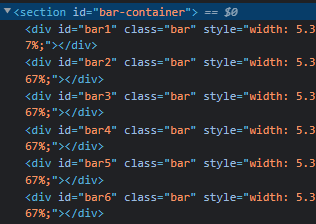 <section id="bar-container"> == $0
<div id="bar1" class="bar" style="width: 5.3
7%;"></div>
<div id="bar2" class="bar" style="width: 5.3
67%;"></div>
<div id="bar3" class="bar" style="width: 5.3
67%;"></div>
<div id="bar4" class="bar" style="width: 5.3
67%;"></div>
<div id="bar5" class="bar" style="width: 5.3
67%;"></div>
<div id="bar6" class="bar" style="width: 5.3
67%;"></div>